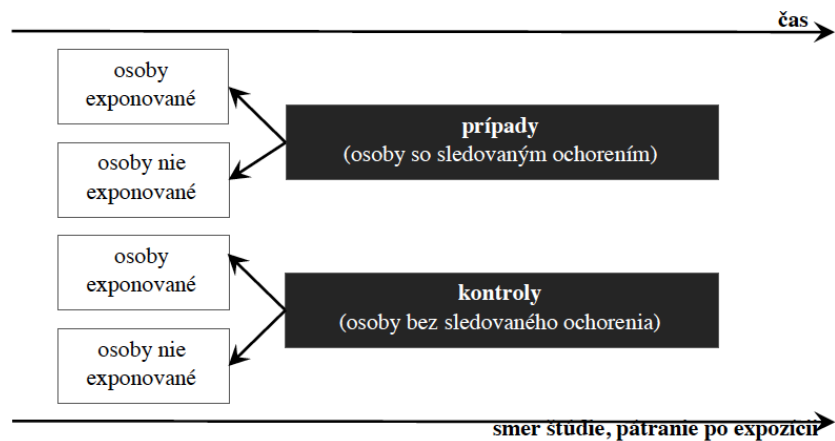 čas
osoby
exponované
prípady
(osoby so sledovaným ochorením)
osoby nie
exponované
osoby
exponované
kontroly
(osoby bez sledovaného ochorenia)
osoby nie
exponované
smer štúdie, pátranie po expozícii